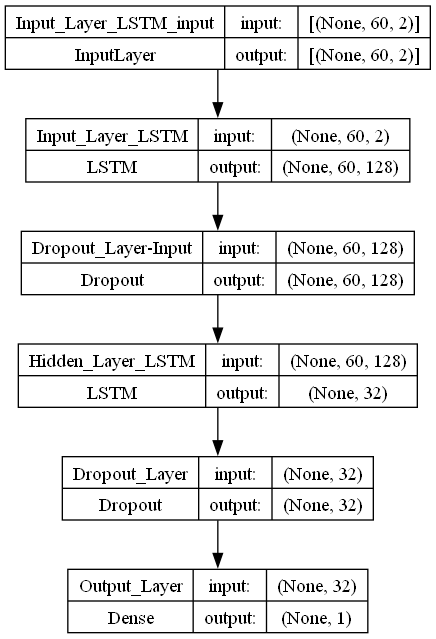 Input_Layer_LSTM_input input: [(None, 60, 2)]
InputLayer output: [(None, 60, 2)]
Input_Layer_LSTM input: (None, 60, 2)
LSTM output: (None, 60, 128)
Dropout_Layer-Input input: (None, 60, 128)
Dropout output: (None, 60, 128)
Hidden_Layer_LSTM input: (None, 60, 128)
LSTM output: (None, 32)
Dropout_Layer input: (None, 32)
Dropout output: (None, 32)
Output_Layer input: (None, 32)
Dense output: (None, 1)